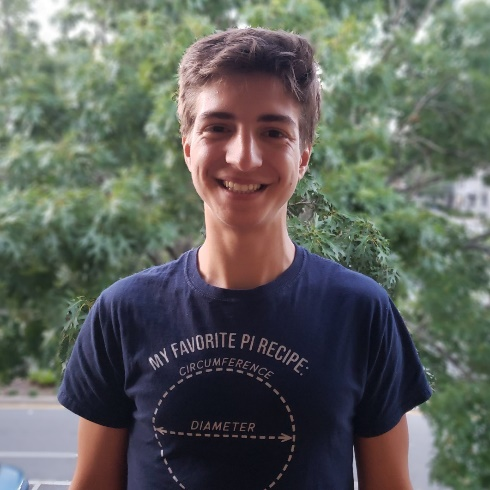 MY FAVORITE PI RECIPE:
CIRCUMFERENCE
DIAMETER